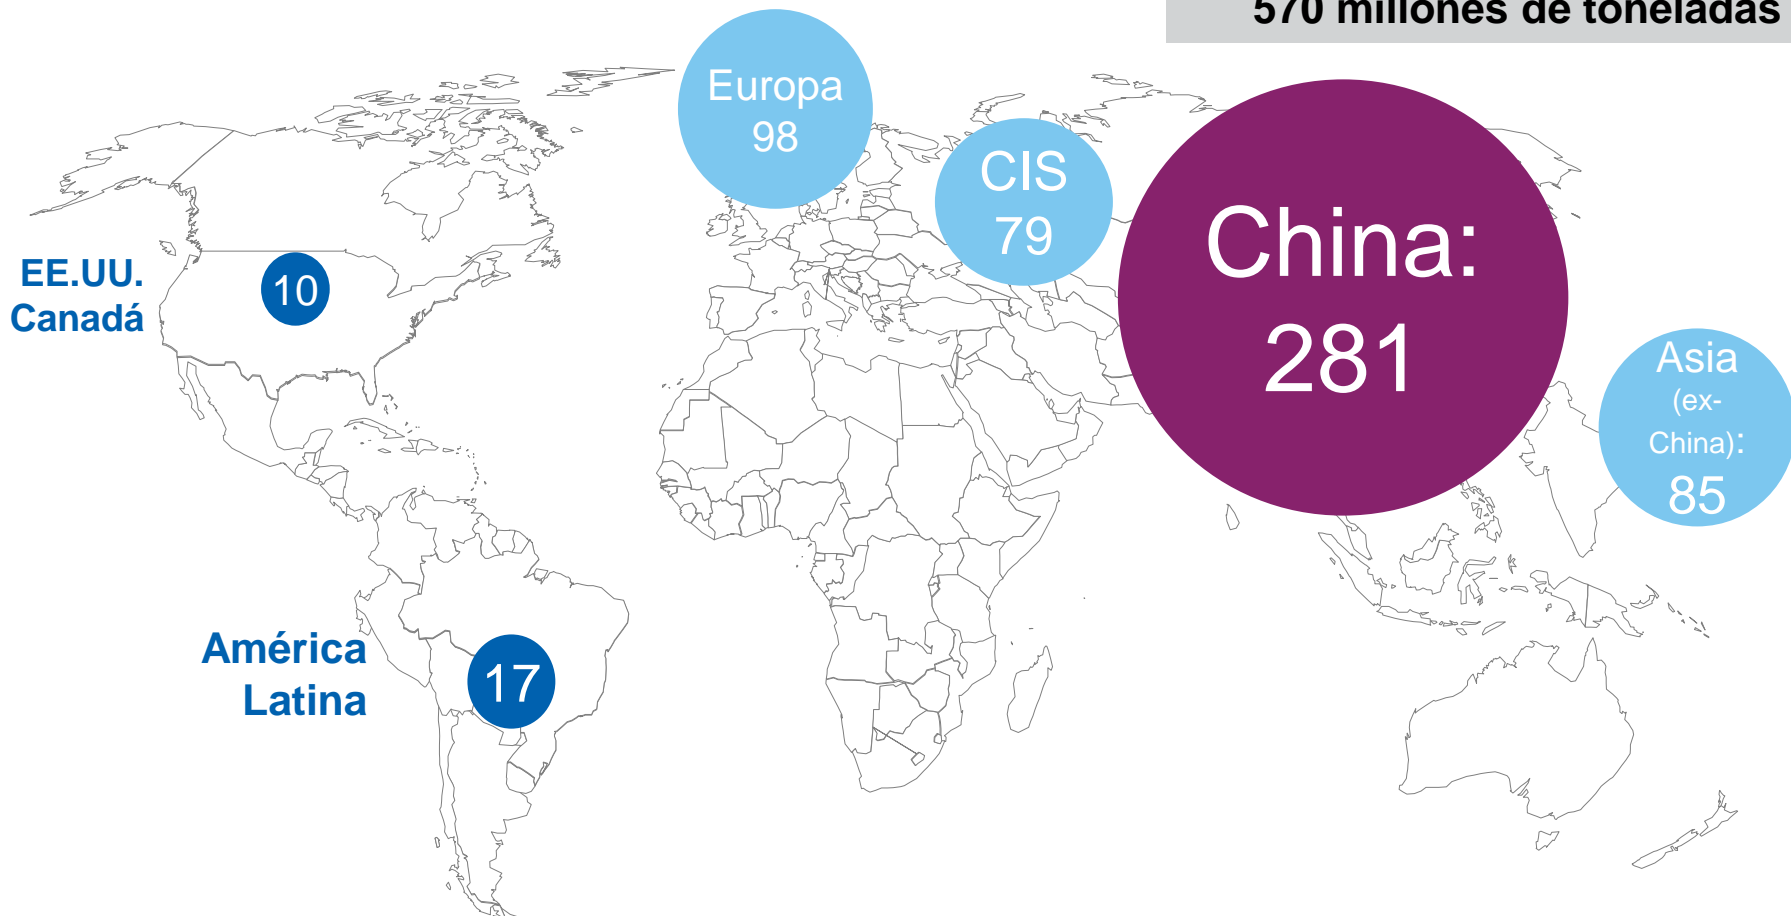 570 millones de toneladas
Europa
98
CIS
79
China:
281
EE.UU.
Canadá
10
Asia
(ex-
China):
85
América
Latina
17